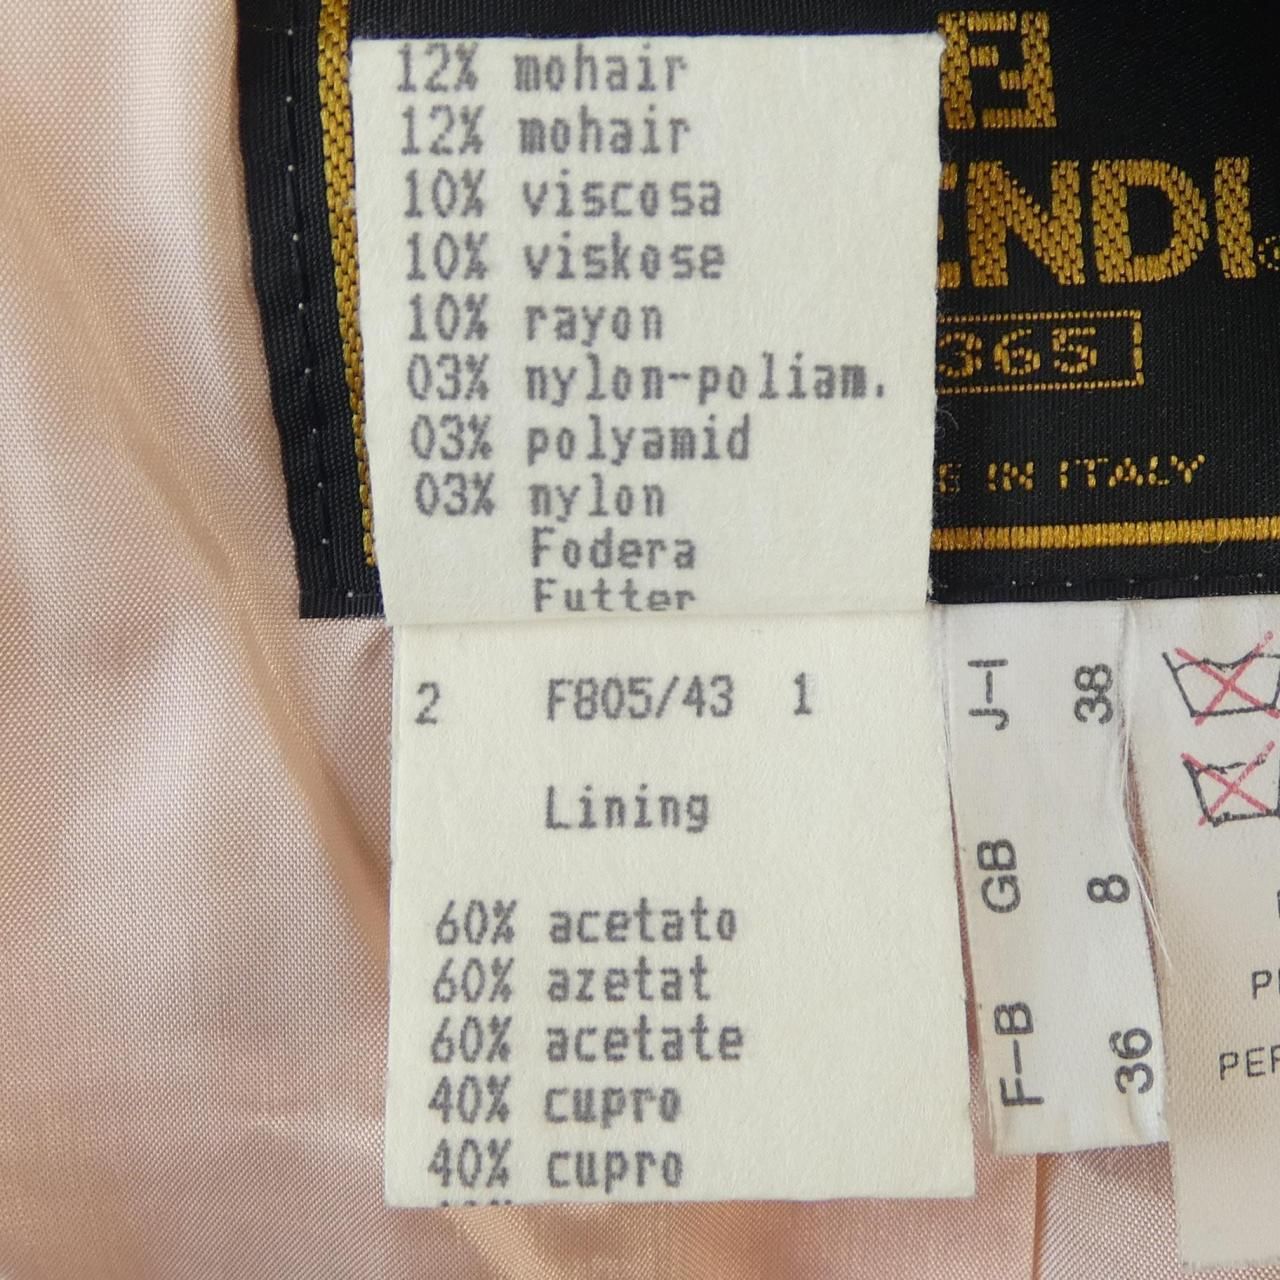 12% mohair
12% mohair
10% viscosa
10% viskose
10% rayon
03% nylon-poliam.
03% polyamid
03% nylon
Fodera
Futter
2 F805/43 1
Lining
60% acetato
60% azetat
60% acetate
40% cupro
40% cupro
ENDI
365
E IN ITALY
J-I 38
GB 8
F-B 36
P
PER